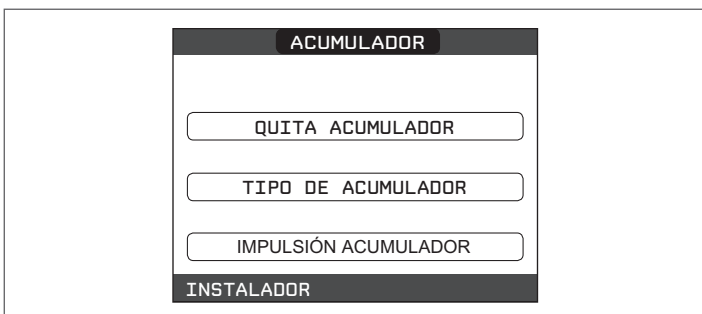 ACUMULADOR
QUITA ACUMULADOR
TIPO DE ACUMULADOR
IMPULSIÓN ACUMULADOR
INSTALADOR